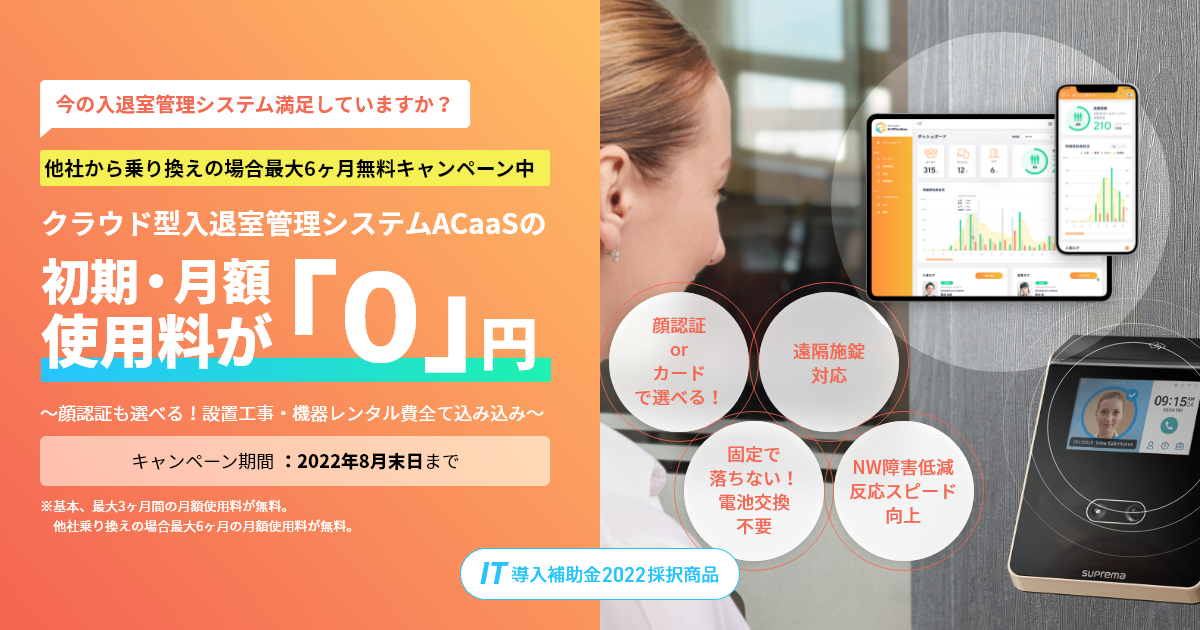 今の入退室管理システム満足していますか？
他社から乗り換えの場合最大6ヶ月無料キャンペーン中
クラウド型入退室管理システムACaaSの
初期・月額
使用料が「0」円
～顔認証も選べる！設置工事・機器レンタル費全て込み込み～
キャンペーン期間 ：2022年8月末日まで
※基本、最大3ヶ月間の月額使用料が無料。
他社乗り換えの場合最大6ヶ月の月額使用料が無料。
IT 導入補助金2022採択商品
顔認証
or
カード
で選べる！
遠隔施錠
対応
固定で
落ちない！
電池交換
不要
NW障害低減
反応スピード
向上
ダッシュボード
315
12
6
210
09:15 AM
suprema